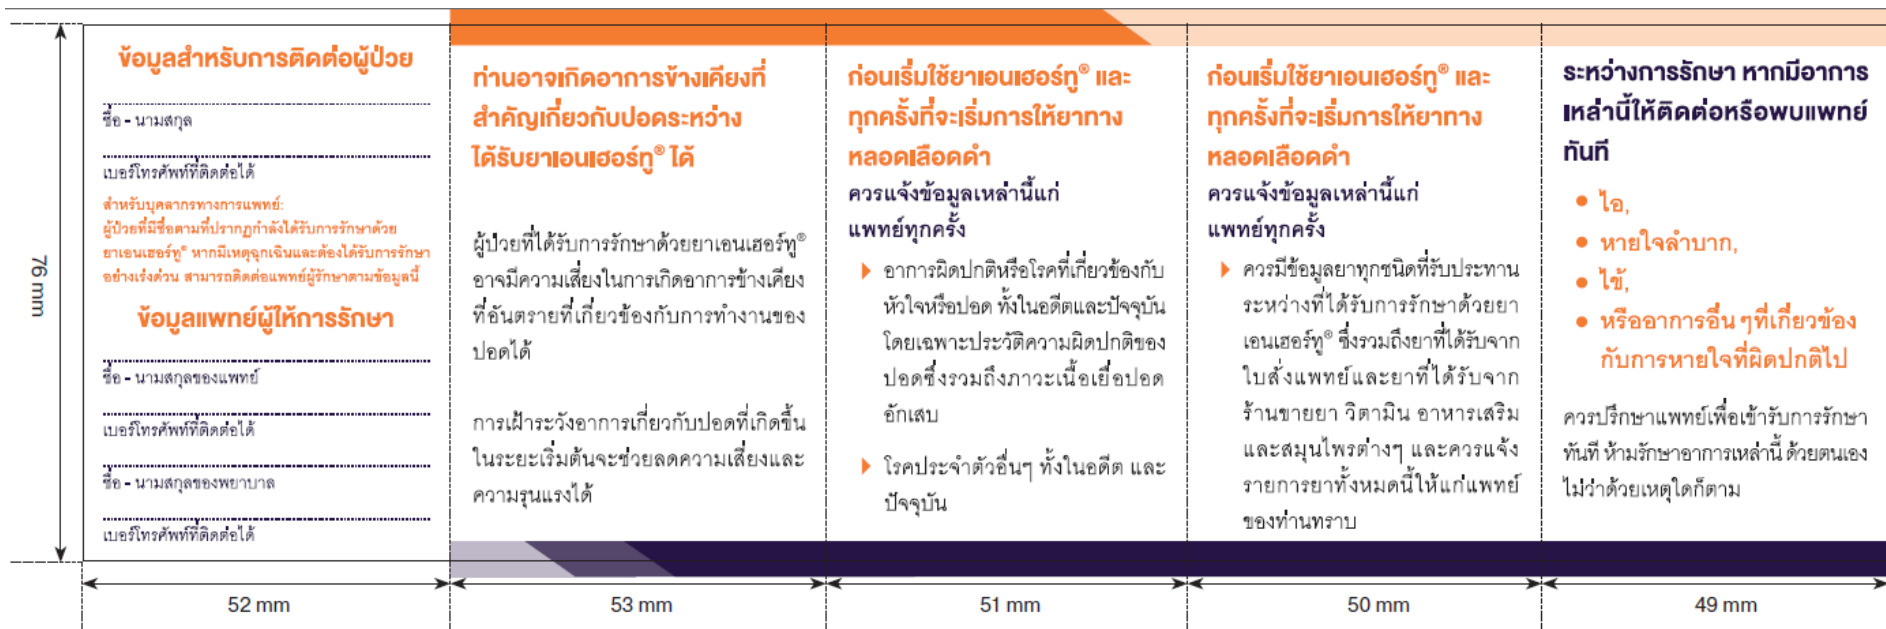 ข้อมูลสำหรับการติดต่อผู้ป่วย
ชื่อ - นามสกุล
เบอร์โทรศัพท์ที่ติดต่อได้
สำหรับบุคลากรทางการแพทย์:
ผู้ป่วยที่มีชื่อตามที่ปรากฏกำลังได้รับการรักษาด้วย
ยาเอนเฮอร์ทู® หากมีเหตุฉุกเฉินและต้องได้รับการรักษา
อย่างเร่งด่วน สามารถติดต่อแพทย์ผู้รักษาตามข้อมูลนี้
ข้อมูลแพทย์ผู้ให้การรักษา
ชื่อ - นามสกุลของแพทย์
เบอร์โทรศัพท์ที่ติดต่อได้
ชื่อ - นามสกุลของพยาบาล
เบอร์โทรศัพท์ที่ติดต่อได้
ท่านอาจเกิดอาการข้างเคียงที่
สำคัญเกี่ยวกับปอดระหว่าง
ได้รับยาเอนเฮอร์ทู® ได้
ผู้ป่วยที่ได้รับการรักษาด้วยยาเอนเฮอร์ทู®
อาจมีความเสี่ยงในการเกิดอาการข้างเคียง
ที่อันตรายที่เกี่ยวข้องกับการทำงานของ
ปอดได้
การเฝ้าระวังอาการเกี่ยวกับปอดที่เกิดขึ้น
ในระยะเริ่มต้นจะช่วยลดความเสี่ยงและ
ความรุนแรงได้
ก่อนเริ่มใช้ยาเอนเฮอร์ทู® และ
ทุกครั้งที่จะเริ่มการให้ยาทาง
หลอดเลือดดำ
ควรแจ้งข้อมูลเหล่านี้แก่
แพทย์ทุกครั้ง
อาการผิดปกติหรือโรคที่เกี่ยวข้องกับ
หัวใจหรือปอด ทั้งในอดีตและปัจจุบัน
โดยเฉพาะประวัติความผิดปกติของ
ปอดซึ่งรวมถึงภาวะเนื้อเยื่อปอด
อักเสบ
โรคประจำตัวอื่นๆ ทั้งในอดีต และ
ปัจจุบัน
ก่อนเริ่มใช้ยาเอนเฮอร์ทู® และ
ทุกครั้งที่จะเริ่มการให้ยาทาง
หลอดเลือดดำ
ควรแจ้งข้อมูลเหล่านี้แก่
แพทย์ทุกครั้ง
ควรมีข้อมูลยาทุกชนิดที่รับประทาน
ระหว่างที่ได้รับการรักษาด้วยยา
เอนเฮอร์ทู® ซึ่งรวมถึงยาที่ได้รับจาก
ใบสั่งแพทย์และยาที่ได้รับจาก
ร้านขายยา วิตามิน อาหารเสริม
และสมุนไพรต่างๆ และควรแจ้ง
รายการยาทั้งหมดนี้ให้แก่แพทย์
ของท่านทราบ
ระหว่างการรักษา หากมีอาการ
เหล่านี้ให้ติดต่อหรือพบแพทย์
ทันที
ไอ,
หายใจลำบาก,
ไข้,
หรืออาการอื่น ๆที่เกี่ยวข้อง
กับการหายใจที่ผิดปกติไป
ควรปรึกษาแพทย์เพื่อเข้ารับการรักษา
ทันที ห้ามรักษาอาการเหล่านี้ ด้วยตนเอง
ไม่ว่าด้วยเหตุใดก็ตาม
76 mm
52 mm
53 mm
51 mm
50 mm
49 mm